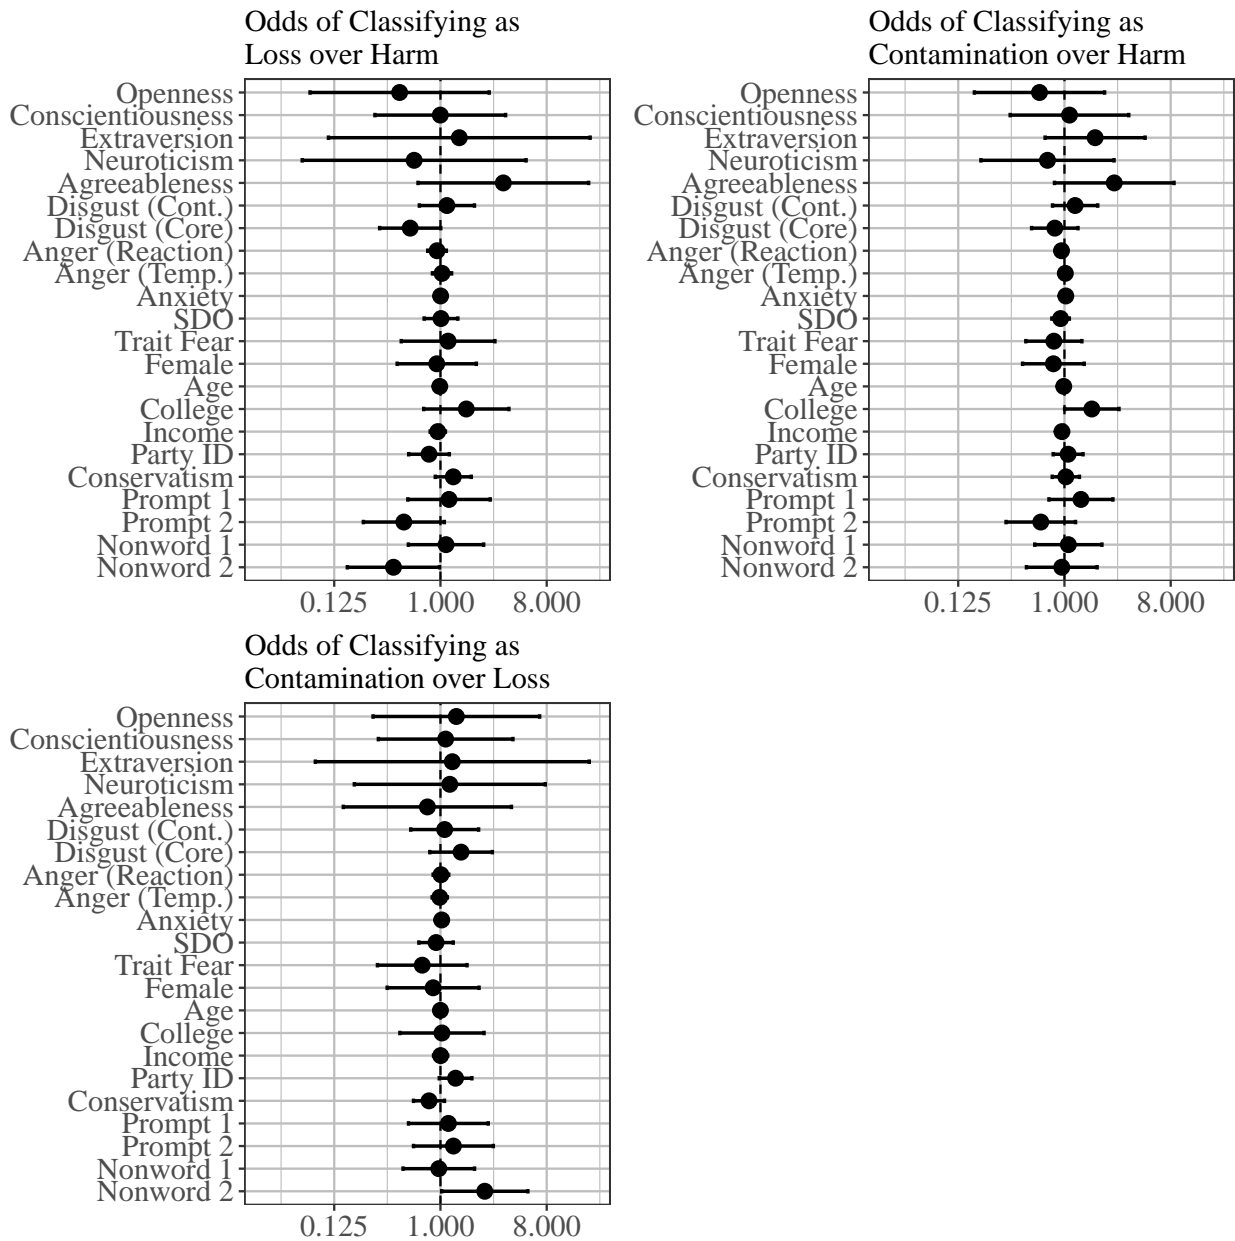 Odds of Classifying as
Loss over Harm
Openness
Conscientiousness
Extraversion
Neuroticism
Agreeableness
Disgust (Cont.)
Disgust (Core)
Anger (Reaction)
Anger (Temp.)
Anxiety
SDO
Trait Fear
Female
Age
College
Income
Party ID
Conservatism
Prompt 1
Prompt 2
Nonword 1
Nonword 2
0.125 1.000 8.000
Odds of Classifying as
Contamination over Harm
Openness
Conscientiousness
Extraversion
Neuroticism
Agreeableness
Disgust (Cont.)
Disgust (Core)
Anger (Reaction)
Anger (Temp.)
Anxiety
SDO
Trait Fear
Female
Age
College
Income
Party ID
Conservatism
Prompt 1
Prompt 2
Nonword 1
Nonword 2
0.125 1.000 8.000
Odds of Classifying as
Contamination over Loss
Openness
Conscientiousness
Extraversion
Neuroticism
Agreeableness
Disgust (Cont.)
Disgust (Core)
Anger (Reaction)
Anger (Temp.)
Anxiety
SDO
Trait Fear
Female
Age
College
Income
Party ID
Conservatism
Prompt 1
Prompt 2
Nonword 1
Nonword 2
0.125 1.000 8.000